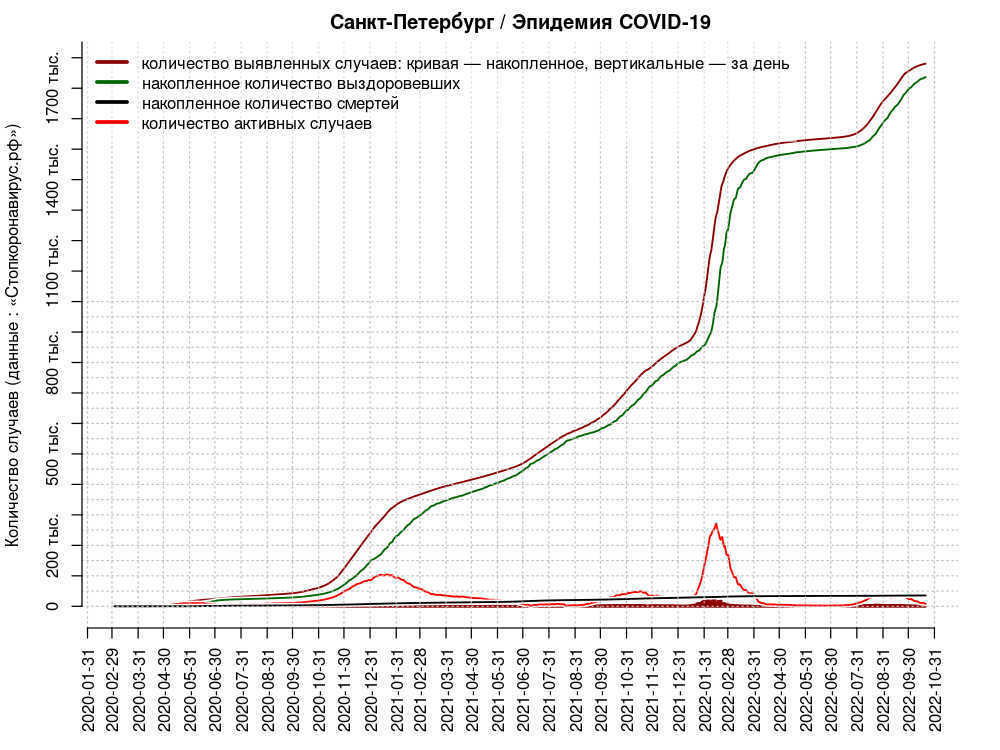 Санкт-Петербург / Эпидемия COVID-19
Количество случаев (данные : «Стопкоронавирус.рф»)
количество выявленных случаев: кривая — накопленное, вертикальные — за день
накопленное количество выздоровевших
накопленное количество смертей
количество активных случаев
1700 тыс.
1400 тыс.
1100 тыс.
800 тыс.
500 тыс.
200 тыс.
0
2020-01-31
2020-02-29
2020-03-31
2020-04-30
2020-05-31
2020-06-30
2020-07-31
2020-08-31
2020-09-30
2020-10-31
2020-11-30
2020-12-31
2021-01-31
2021-02-28
2021-03-31
2021-04-30
2021-05-31
2021-06-30
2021-07-31
2021-08-31
2021-09-30
2021-10-31
2021-11-30
2021-12-31
2022-01-31
2022-02-28
2022-03-31
2022-04-30
2022-05-31
2022-06-30
2022-07-31
2022-08-31
2022-09-30
2022-10-31